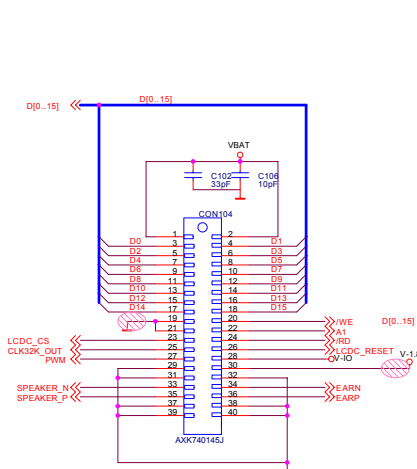 D[0..15]
D[0..15]
VBAT
C102
33pF
C106
10pF
CON104
1 2
D0 3 4 D1
D2 5 6 D3
D4 7 8 D5
D6 9 10 D7
D8 11 12 D9
D10 13 14 D11
D12 15 16 D13
D14 17 18 D15
19 20 /WE D[0..15]
21 22 A1
LCDC_CS 23 24 /RD
CLK32K_OUT 25 26 LCDC_RESET
PWM 27 28 V-IO
29 30 V-1.8
31 32
SPEAKER_N 33 34 EARN
SPEAKER_P 35 36 EARP
37 38
39 40
AXK740145J